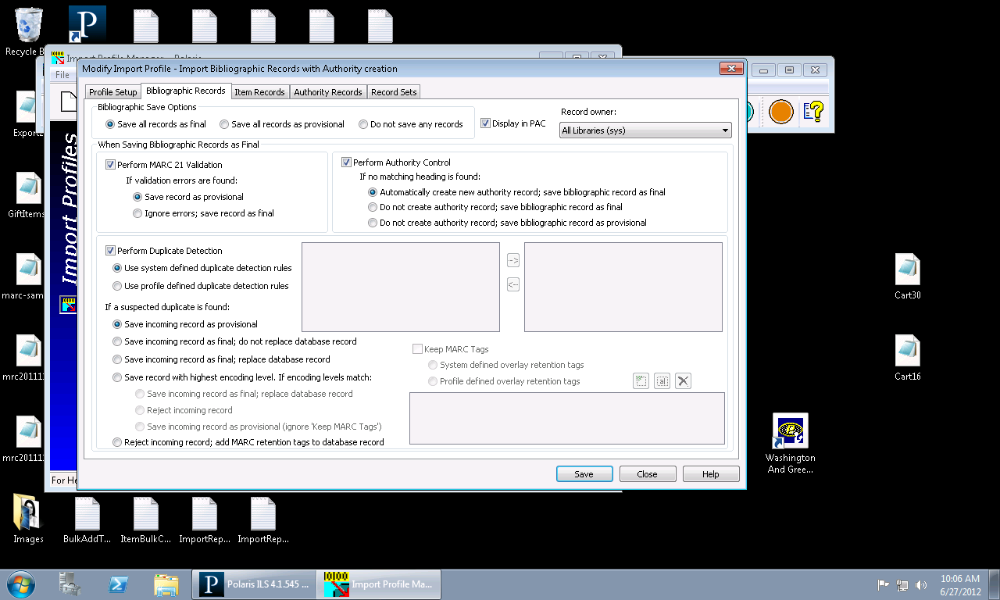 Recycle B
Import Profile Manager - Polaris
File
Modify Import Profile - Import Bibliographic Records with Authority creation
Profile Setup
Bibliographic Records
Item Records
Authority Records
Record Sets
Bibliographic Save Options
Save all records as final
Save all records as provisional
Do not save any records
Display in PAC
Record owner:
All Libraries (sys)
When Saving Bibliographic Records as Final
Perform MARC 21 Validation
If validation errors are found:
Save record as provisional
Ignore errors; save record as final
Perform Authority Control
If no matching heading is found:
Automatically create new authority record; save bibliographic record as final
Do not create authority record; save bibliographic record as final
Do not create authority record; save bibliographic record as provisional
Perform Duplicate Detection
Use system defined duplicate detection rules
Use profile defined duplicate detection rules
-->
<--
If a suspected duplicate is found:
Save incoming record as provisional
Save incoming record as final; do not replace database record
Save incoming record as final; replace database record
Save record with highest encoding level. If encoding levels match:
Save incoming record as final; replace database record
Reject incoming record
Save incoming record as provisional (ignore 'Keep MARC Tags')
Reject incoming record; add MARC retention tags to database record
Keep MARC Tags
System defined overlay retention tags
Profile defined overlay retention tags
a|
Save
Close
Help
Import Profiles
For He
Export2
GiftItems
marc-sam
mrc20111
mrc20111
Images
BulkAddT...
ItemBulkC...
ImportRep...
ImportRep...
Cart30
Cart16
Washington
And Gree...
Polaris ILS 4.1.545 ...
0100
Import Profile Ma...
10:06 AM
6/27/2012